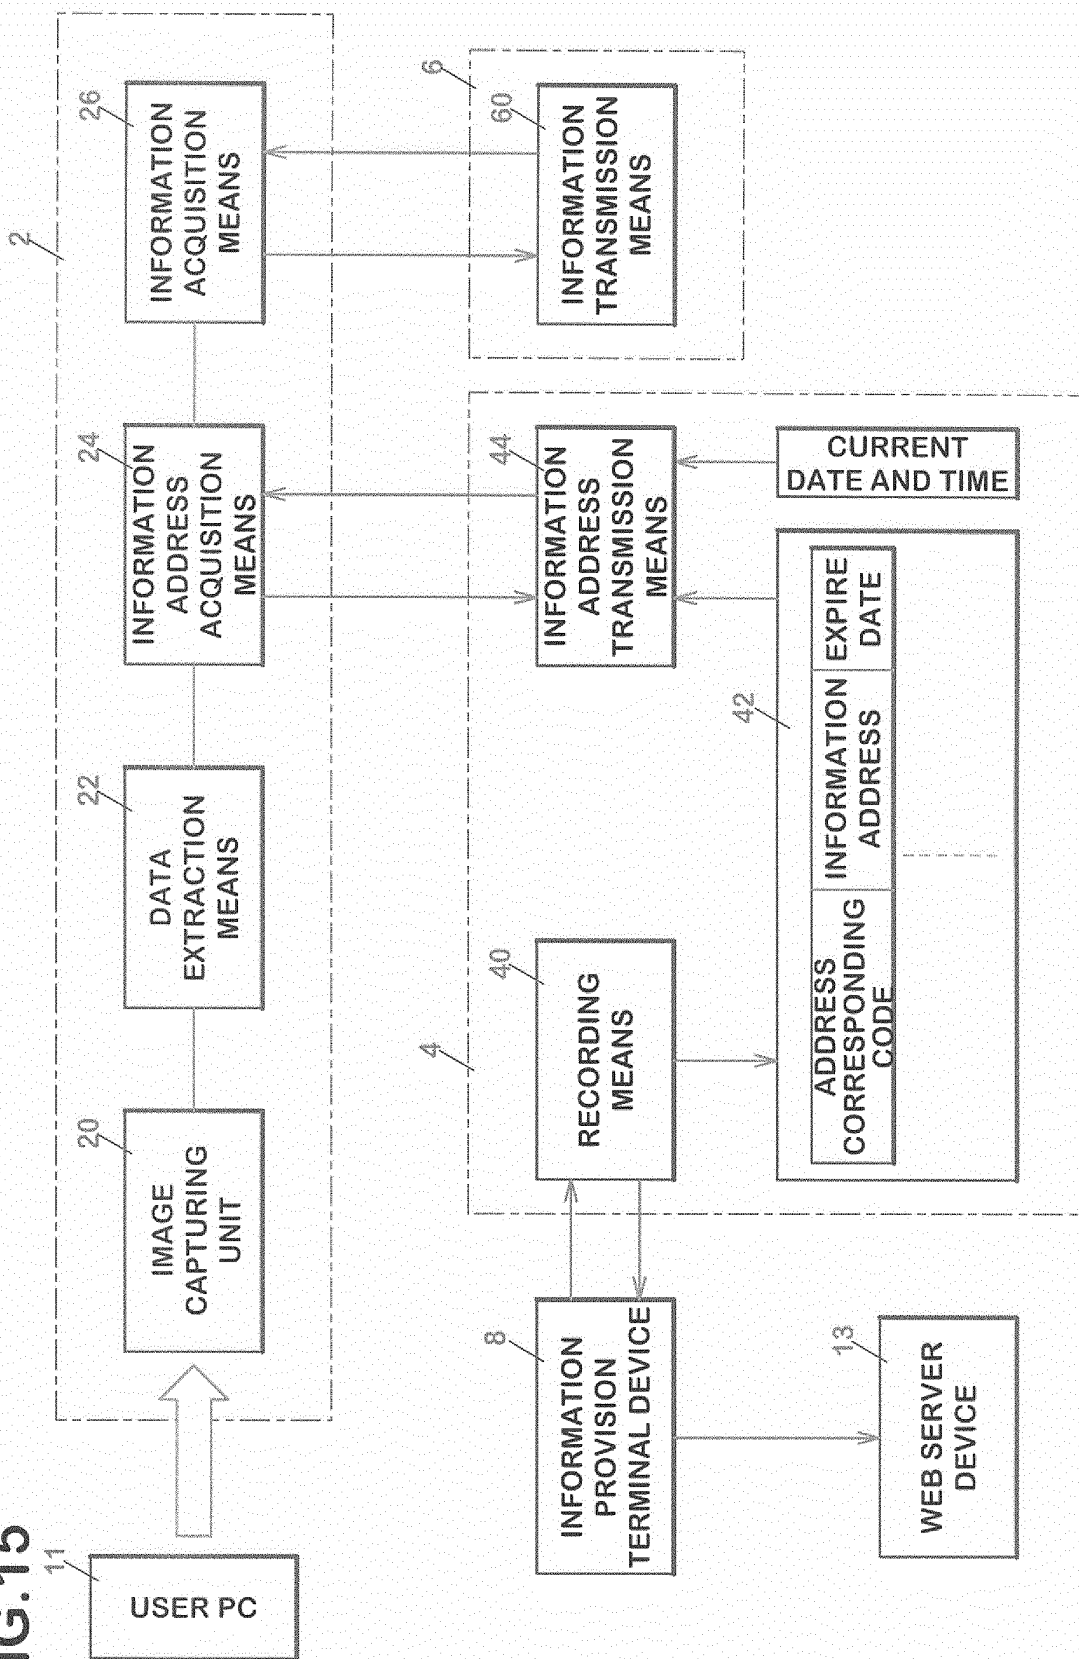 FIG.15
11
USER PC
2
20
IMAGE
CAPTURING
UNIT
22
DATA
EXTRACTION
MEANS
24
INFORMATION
ADDRESS
ACQUISITION
MEANS
26
INFORMATION
ACQUISITION
MEANS
8
INFORMATION
PROVISION
TERMINAL DEVICE
4
40
RECORDING
MEANS
44
INFORMATION
ADDRESS
TRANSMISSION
MEANS
6
60
INFORMATION
TRANSMISSION
MEANS
13
WEB SERVER
DEVICE
42
ADDRESS
CORRESPONDING
CODE
INFORMATION
ADDRESS
EXPIRE
DATE
CURRENT
DATE AND TIME